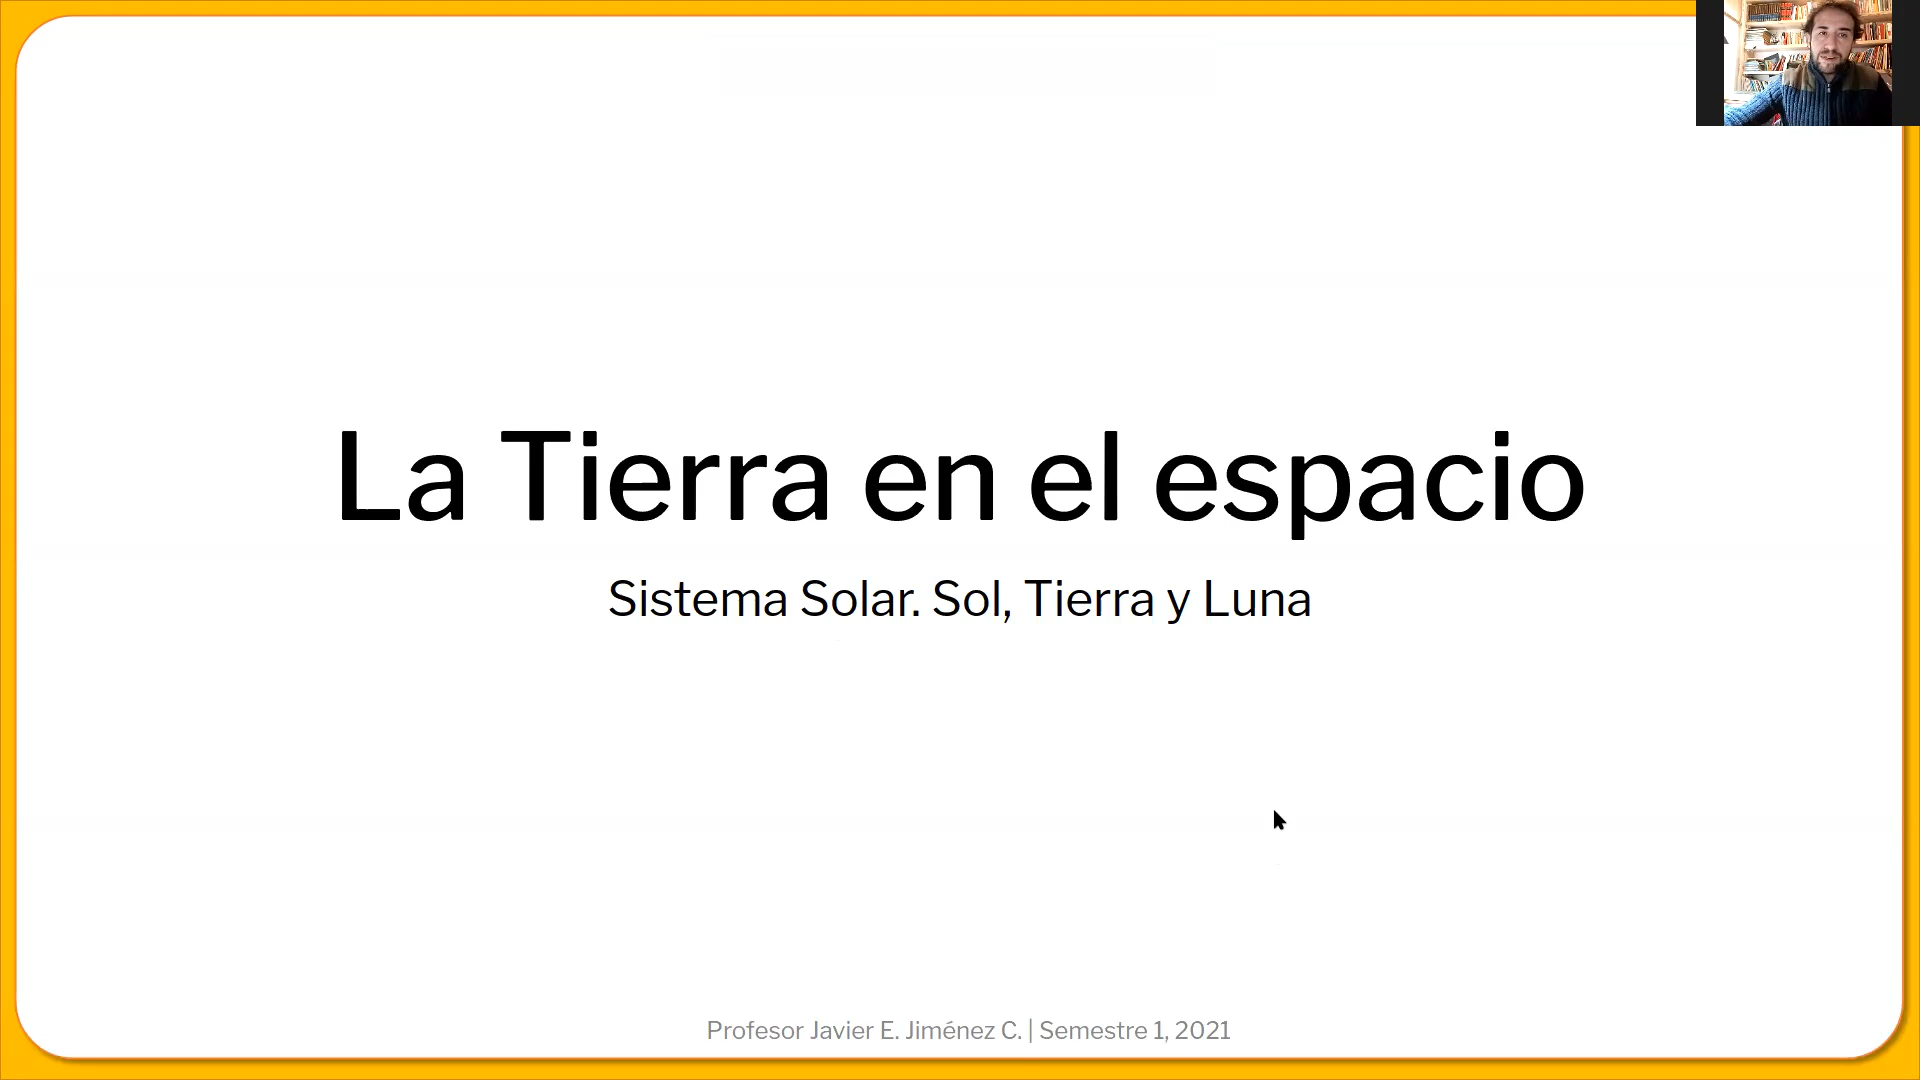 La Tierra en el espacio
Sistema Solar. Sol, Tierra y Luna
Profesor Javier E. Jiménez C. | Semestre 1, 2021